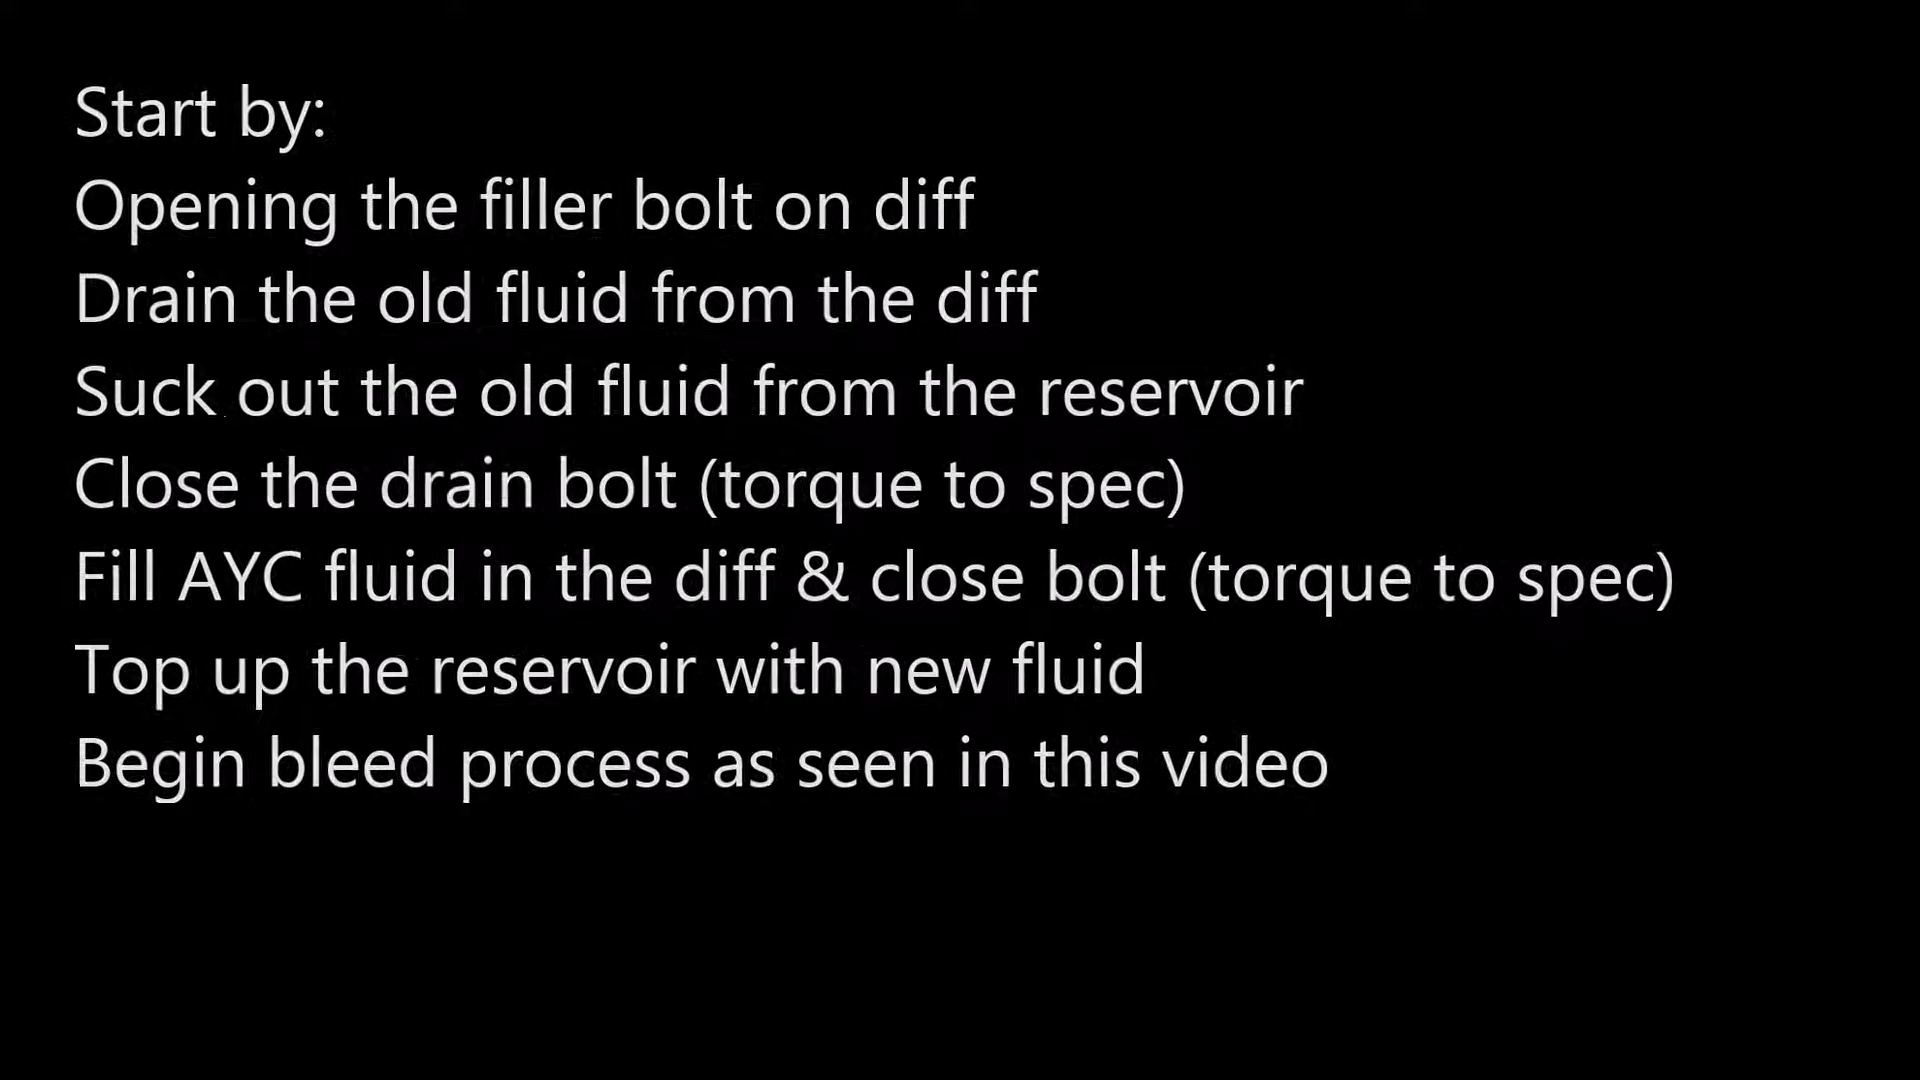 Start by:
Opening the filler bolt on diff
Drain the old fluid from the diff
Suck out the old fluid from the reservoir
Close the drain bolt (torque to spec)
Fill AYC fluid in the diff & close bolt (torque to spec)
Top up the reservoir with new fluid
Begin bleed process as seen in this video